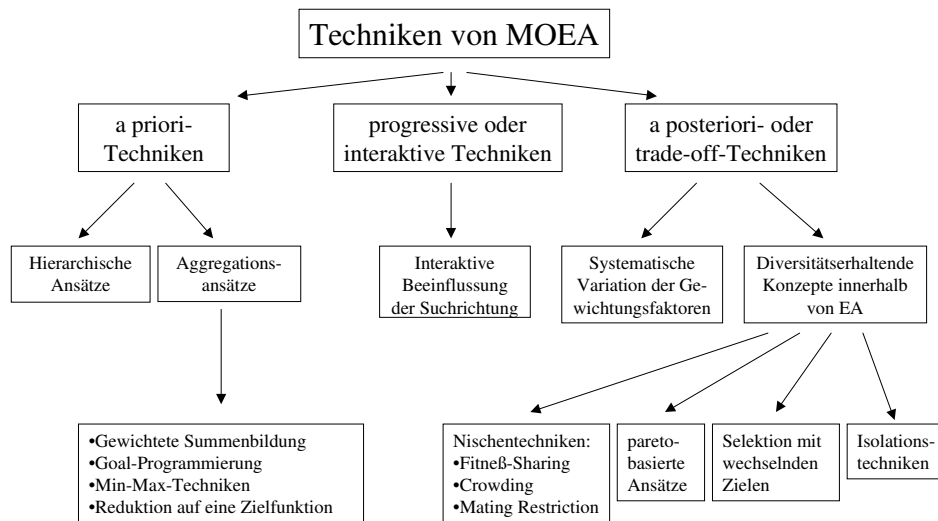 Techniken von MOEA
a priori-
Techniken
progressive oder
interaktive Techniken
a posteriori- oder
trade-off-Techniken
Hierarchische
Ansätze
Aggregations-
ansätze
Interaktive
Beeinflussung
der Suchrichtung
Systematische
Variation der Ge-
wichtungsfaktoren
Diversitätserhaltende
Konzepte innerhalb
von EA
•Gewichtete Summenbildung
•Goal-Programmierung
•Min-Max-Techniken
•Reduktion auf eine Zielfunktion
Nischentechniken:
•Fitneß-Sharing
•Crowding
•Mating Restriction
pareto-
basierte
Ansätze
Selektion mit
wechselnden
Zielen
Isolations-
techniken